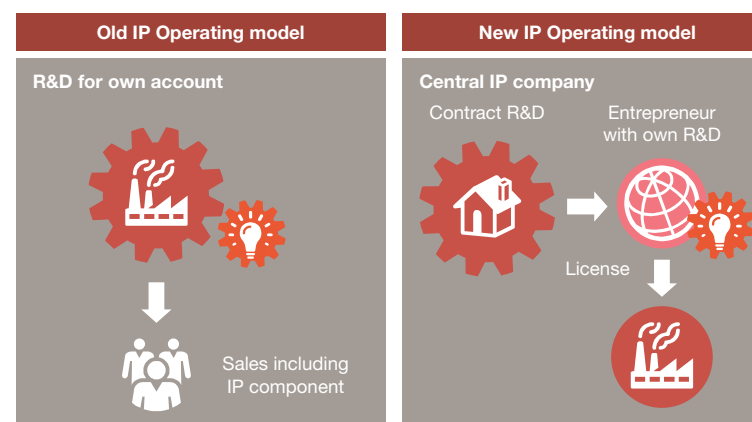 Old IP Operating model
R&D for own account
Sales including
IP component
New IP Operating model
Central IP company
Contract R&D
Entrepreneur
with own R&D
License